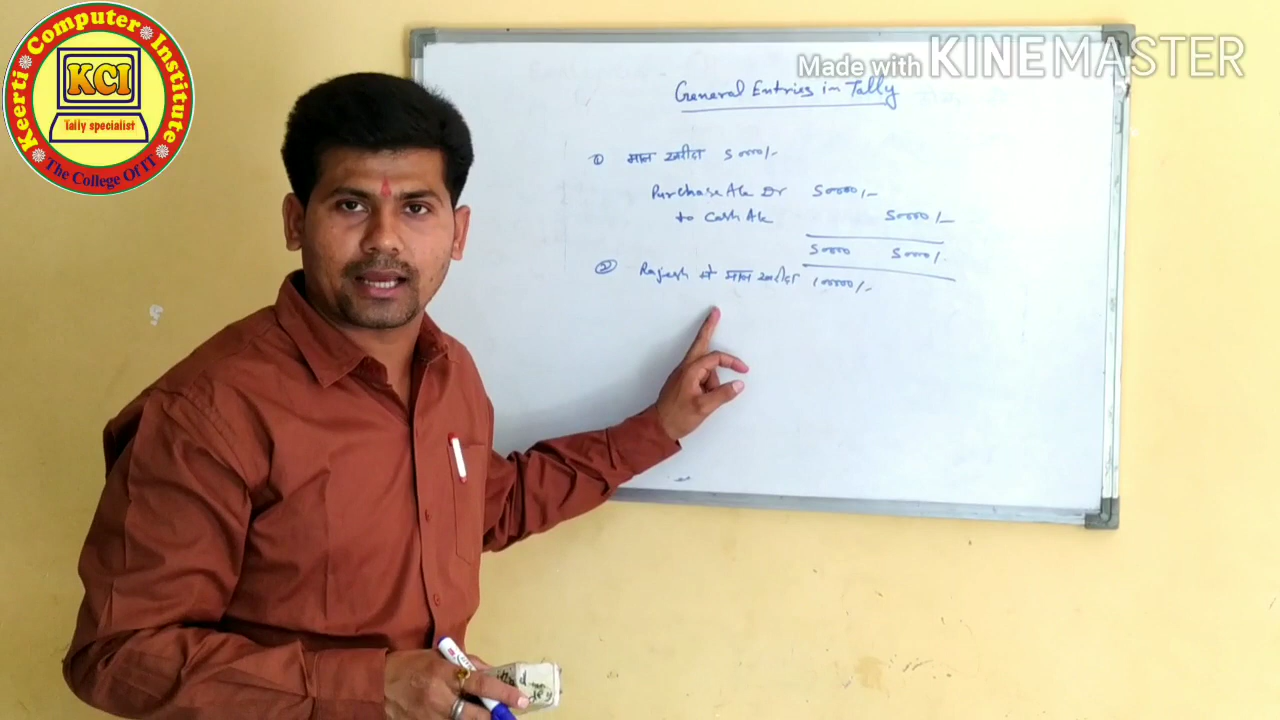 Keerti Computer Institute
KCI
Tally specialist
The College Of IT
Made with KINEMASTER
General Entries in Tally
① माल खरीदा 50000/-
Purchase A/c Dr 50000/-
to Cash A/c 50000/-
50000 50000/-
② Rajesh से माल खरीदा 100000/-